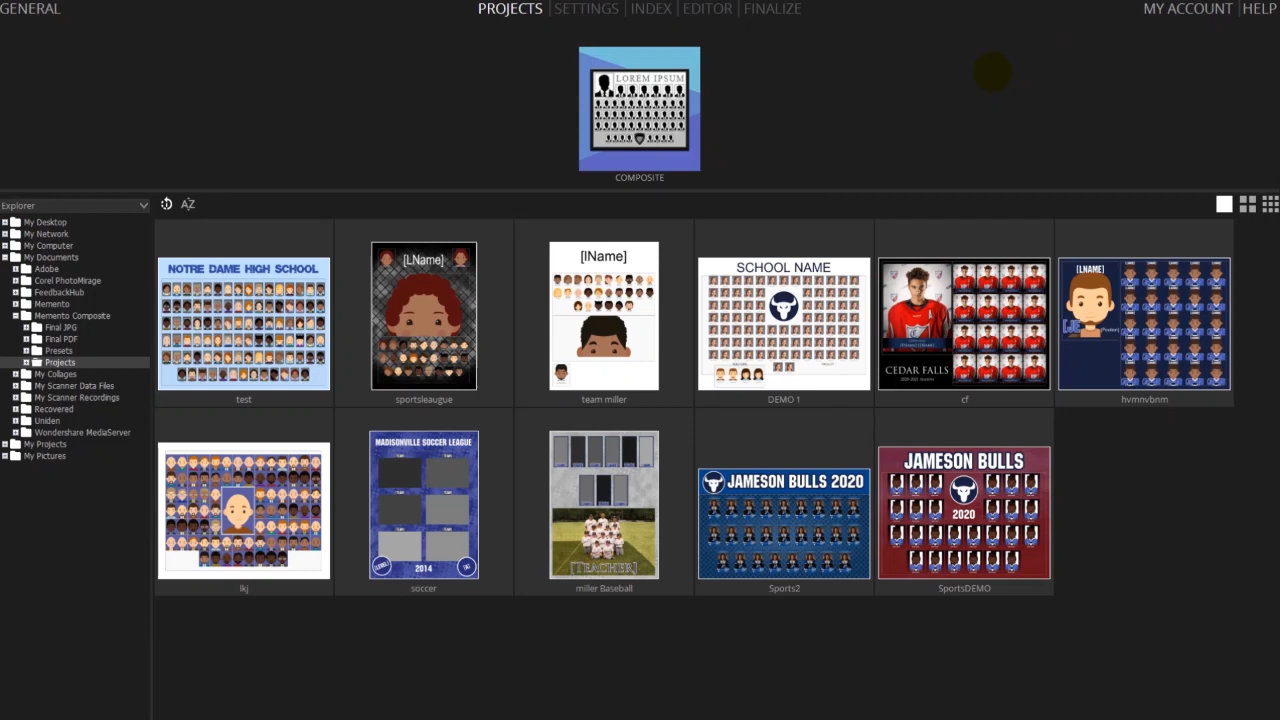 GENERAL
PROJECTS | SETTINGS | INDEX | EDITOR | FINALIZE
MY ACCOUNT | HELP
LOREM IPSUM
COMPOSITE
Explorer
My Desktop
My Network
My Computer
My Documents
Adobe
Corel PhotoMirage
FeedbackHub
Memento
Memento Composite
Final JPG
Final PDF
Presets
Projects
My Collages
My Scanner Data Files
My Scanner Recordings
Recovered
Uniden
Wondershare MediaServer
My Projects
My Pictures
AZ
NOTRE DAME HIGH SCHOOL
test
[LName]
sportsleaugue
[lName]
team miller
SCHOOL NAME
DEMO 1
CEDAR FALLS
cf
[LNAME]
[Position]
hvmnvbnm
lkj
MADISONVILLE SOCCER LEAGUE
2014
soccer
[TEACHER]
miller Baseball
JAMESON BULLS 2020
Sports2
JAMESON BULLS
2020
SportsDEMO